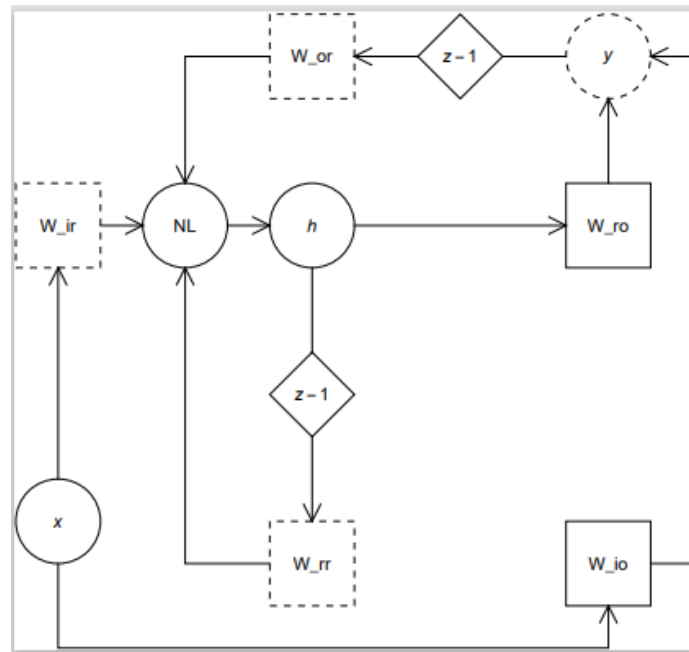 W_or
z – 1
y
W_ir
NL
h
W_ro
z – 1
x
W_rr
W_io